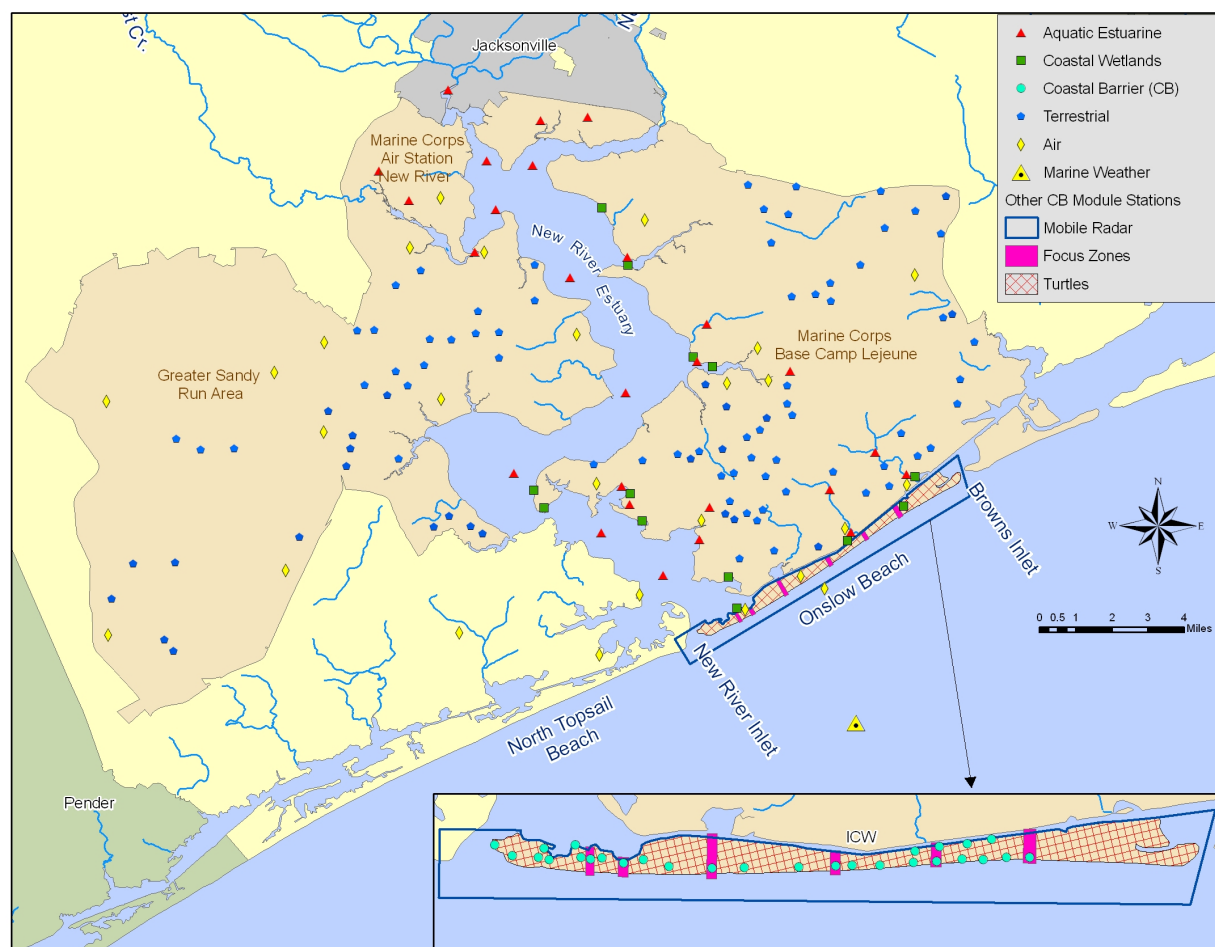 st Cr.
N
Jacksonville
Marine Corps
Air Station
New River
New River Estuary
Greater Sandy
Run Area
Marine Corps
Base Camp Lejeune
Browns Inlet
Onslow Beach
New River Inlet
North Topsail
Beach
Pender
Aquatic Estuarine
Coastal Wetlands
Coastal Barrier (CB)
Terrestrial
Air
Marine Weather
Other CB Module Stations
Mobile Radar
Focus Zones
Turtles
N
W E
S
0 0.5 1 2 3 4
Miles
ICW